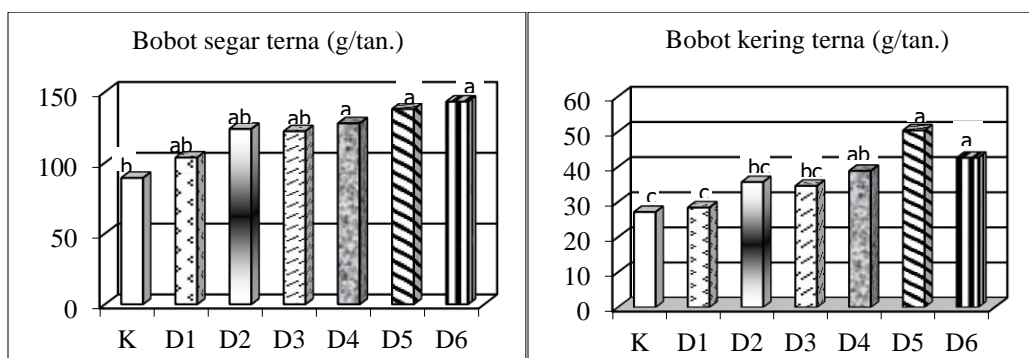 Bobot segar terna (g/tan.)
150
100
50
0
b
ab
ab
ab
a
a
a
K D1 D2 D3 D4 D5 D6
Bobot kering terna (g/tan.)
60
50
40
30
20
10
0
c
c
bc
bc
ab
a
a
K D1 D2 D3 D4 D5 D6